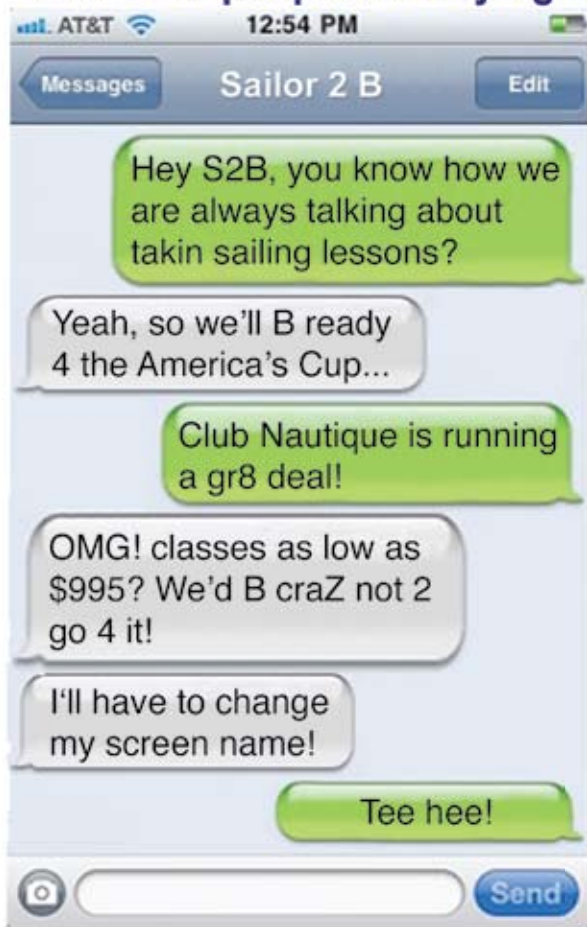 AT&T 12:54 PM
Messages Sailor 2 B Edit
Hey S2B, you know how we
are always talking about
takin sailing lessons?
Yeah, so we'll B ready
4 the America's Cup...
Club Nautique is running
a gr8 deal!
OMG! classes as low as
$995? We'd B craZ not 2
go 4 it!
I'll have to change
my screen name!
Tee hee!
Send